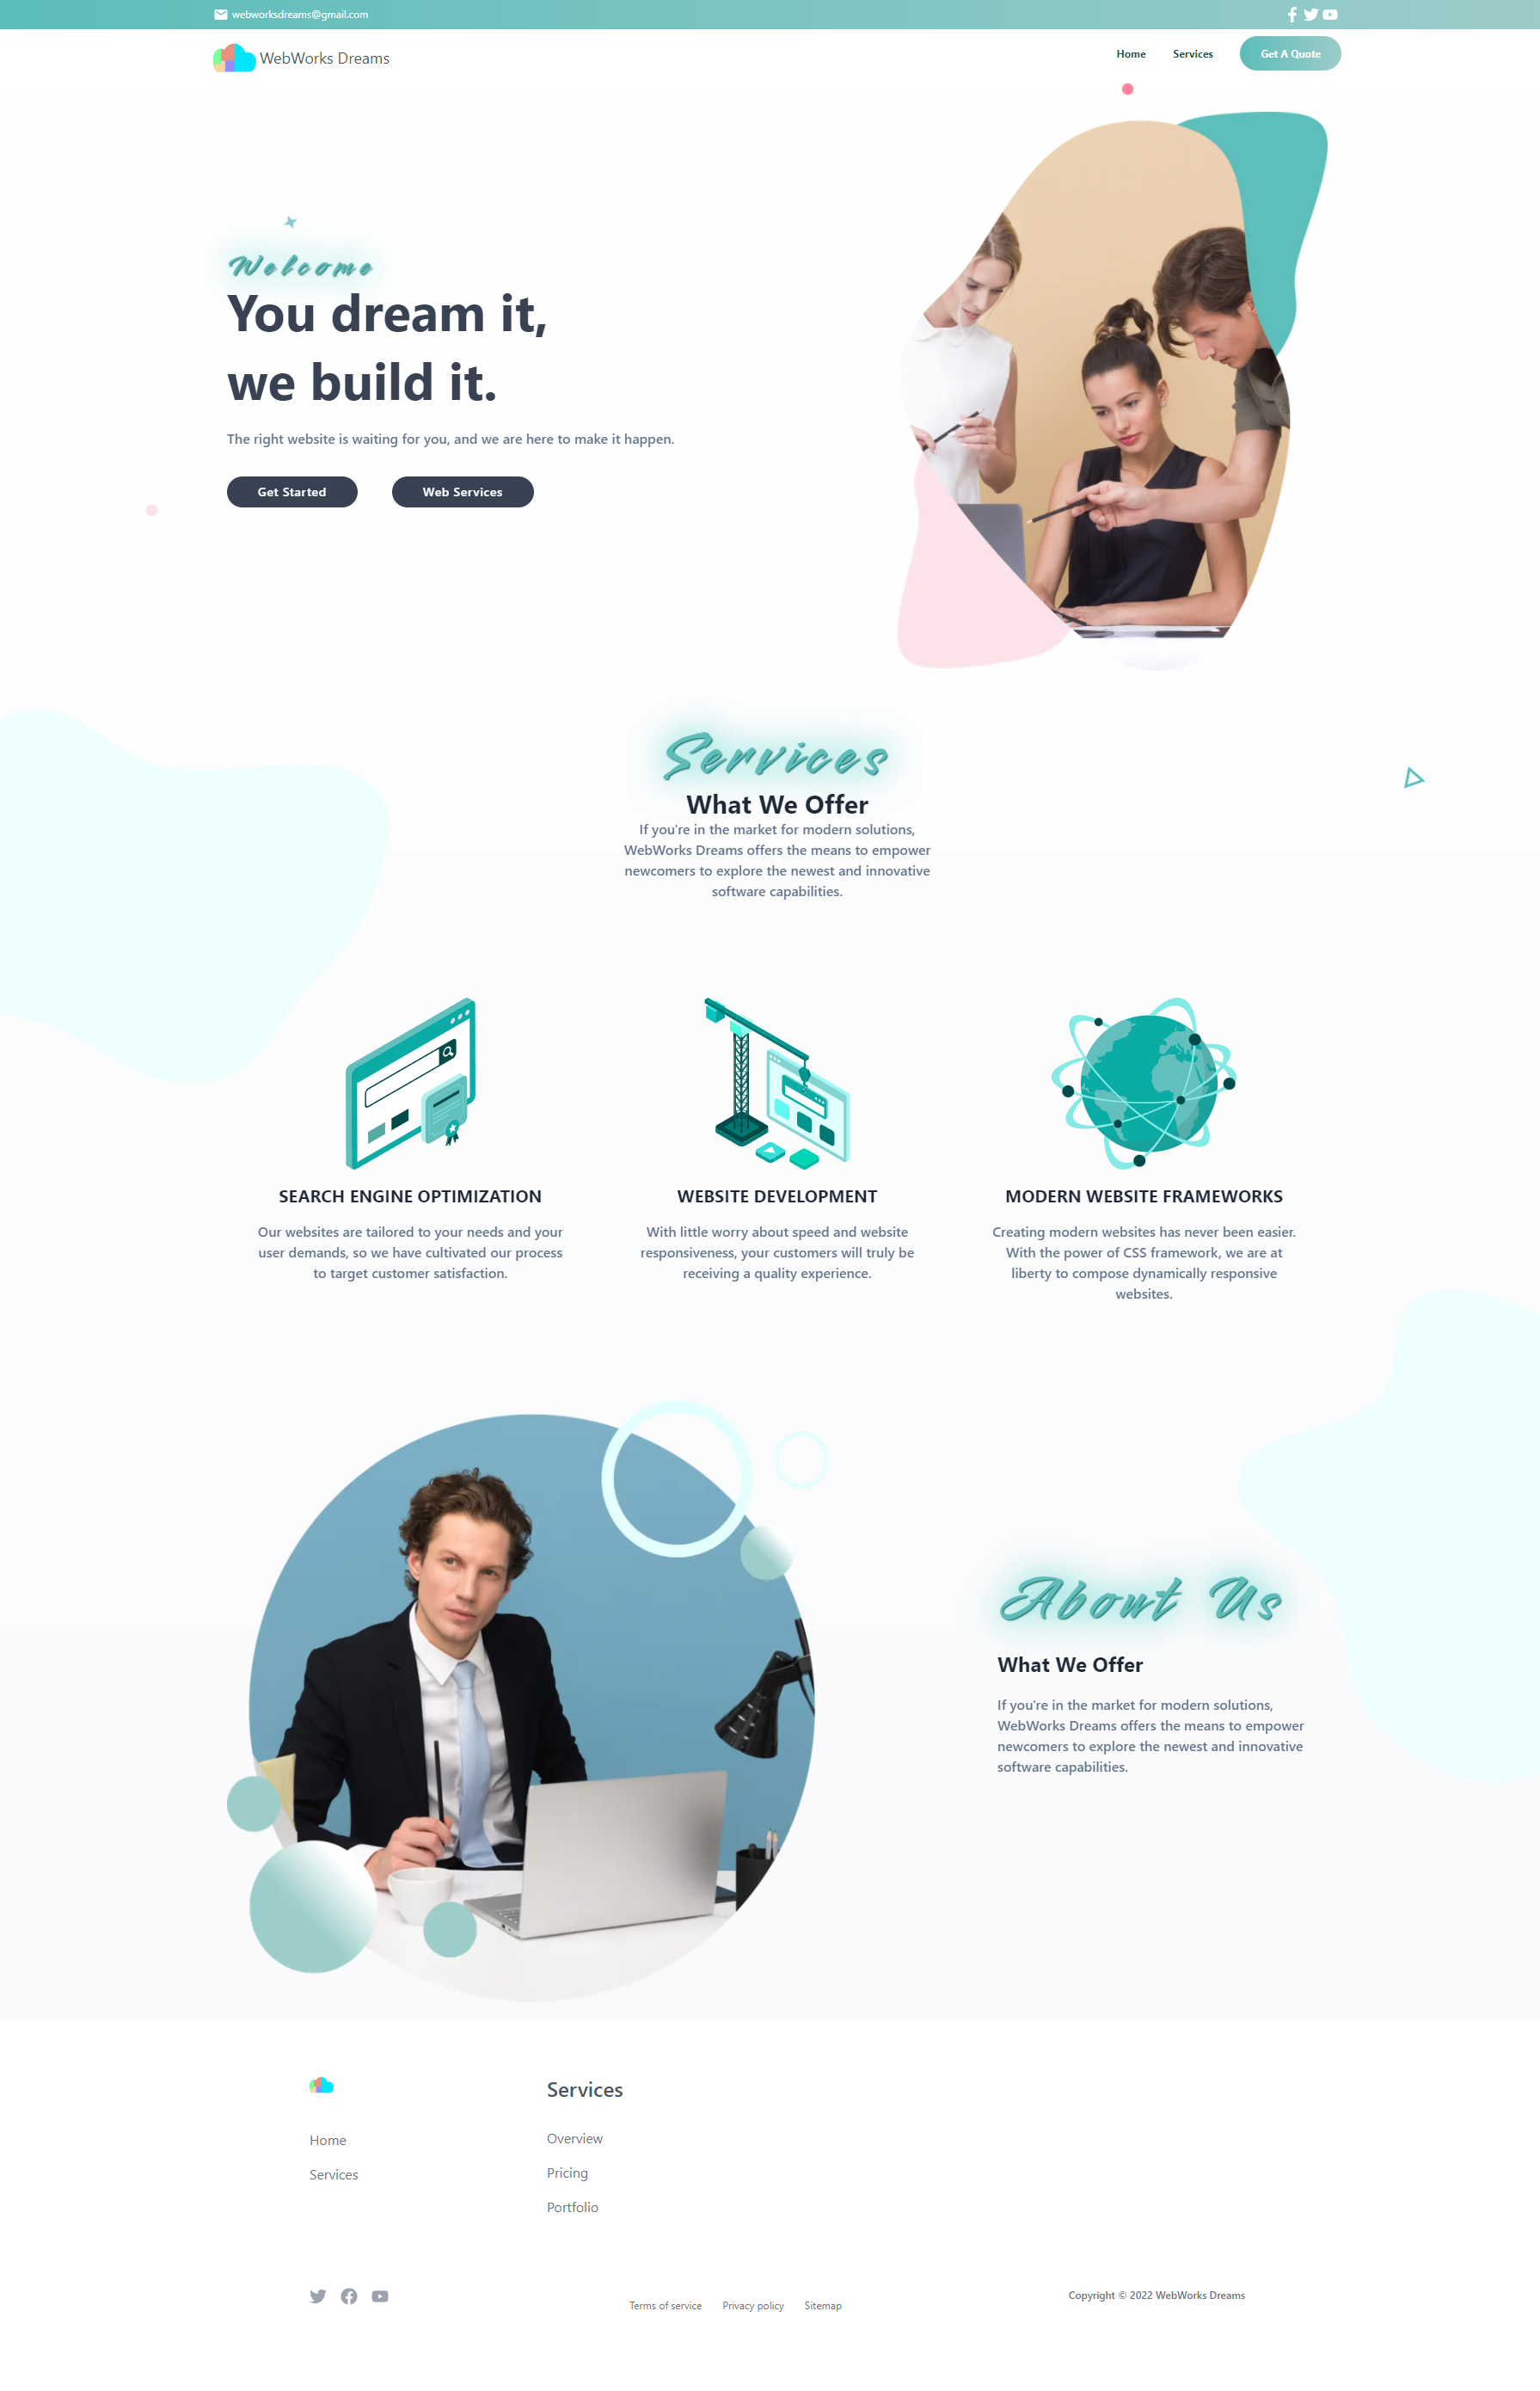 webworksdreams@gmail.com
WebWorks Dreams
Home
Services
Get A Quote
Welcome
You dream it,
we build it.
The right website is waiting for you, and we are here to make it happen.
Get Started
Web Services
Services
What We Offer
If you're in the market for modern solutions,
WebWorks Dreams offers the means to empower
newcomers to explore the newest and innovative
software capabilities.
SEARCH ENGINE OPTIMIZATION
Our websites are tailored to your needs and your
user demands, so we have cultivated our process
to target customer satisfaction.
WEBSITE DEVELOPMENT
With little worry about speed and website
responsiveness, your customers will truly be
receiving a quality experience.
MODERN WEBSITE FRAMEWORKS
Creating modern websites has never been easier.
With the power of CSS framework, we are at
liberty to compose dynamically responsive
websites.
About Us
What We Offer
If you're in the market for modern solutions,
WebWorks Dreams offers the means to empower
newcomers to explore the newest and innovative
software capabilities.
Home
Services
Services
Overview
Pricing
Portfolio
Terms of service
Privacy policy
Sitemap
Copyright © 2022 WebWorks Dreams